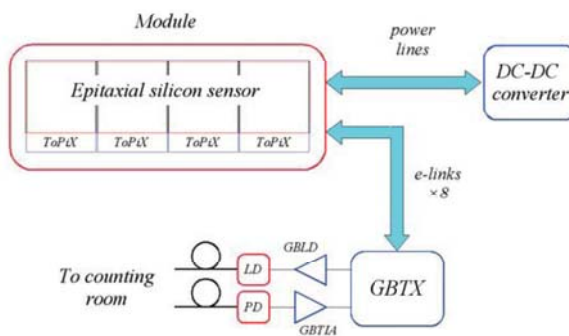 Module
Epitaxial silicon sensor
ToPiX ToPiX ToPiX ToPiX
power
lines
DC-DC
converter
e-links
×8
To counting
room
LD
GBLD
PD
GBTIA
GBTX